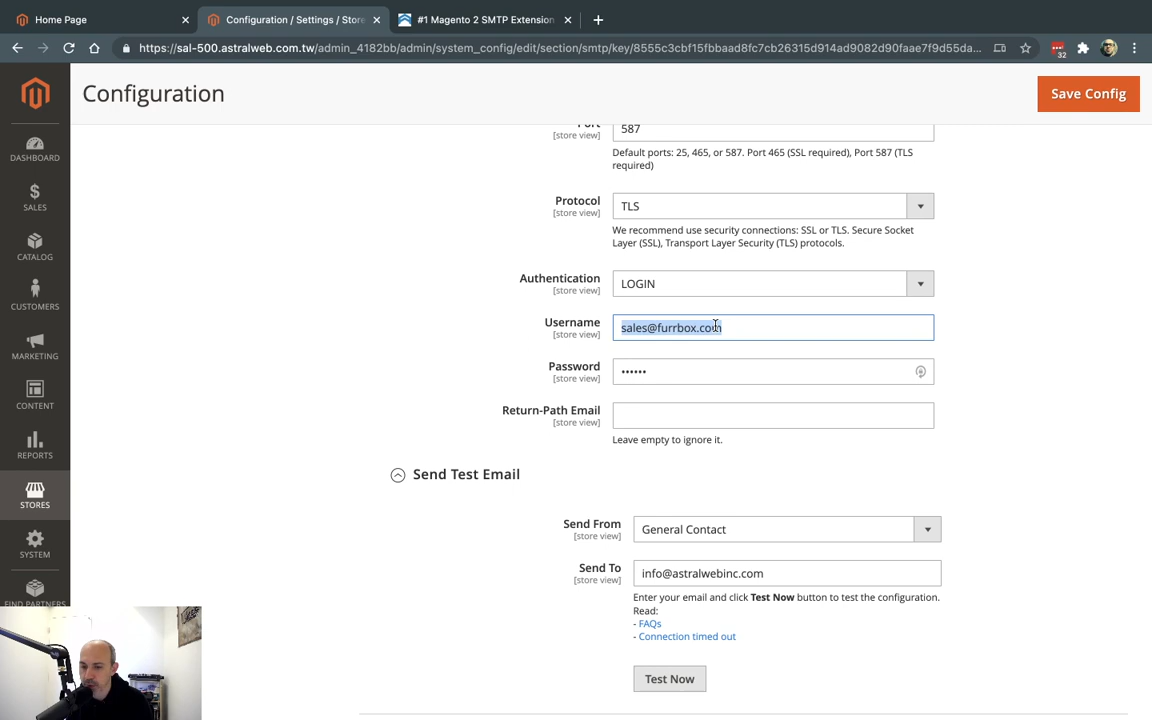 Home Page
Configuration / Settings / Store
#1 Magento 2 SMTP Extension
https://sal-500.astralweb.com.tw/admin_4182bb/admin/system_config/edit/section/smtp/key/8555c3cbf15fbbaad8fc7cb26315d914ad9082d90faae7f9d55da...
32
Configuration
Save Config
Port
587
[store view]
Default ports: 25, 465, or 587. Port 465 (SSL required), Port 587 (TLS
required)
Protocol
TLS
[store view]
We recommend use security connections: SSL or TLS. Secure Socket
Layer (SSL), Transport Layer Security (TLS) protocols.
Authentication
LOGIN
[store view]
Username
sales@furrbox.com
[store view]
Password
••••••
[store view]
Return-Path Email
[store view]
Leave empty to ignore it.
Send Test Email
Send From
General Contact
[store view]
Send To
info@astralwebinc.com
[store view]
Enter your email and click Test Now button to test the configuration.
Read:
- FAQs
- Connection timed out
Test Now
DASHBOARD
$
SALES
CATALOG
CUSTOMERS
MARKETING
CONTENT
REPORTS
STORES
SYSTEM
FIND PARTNERS